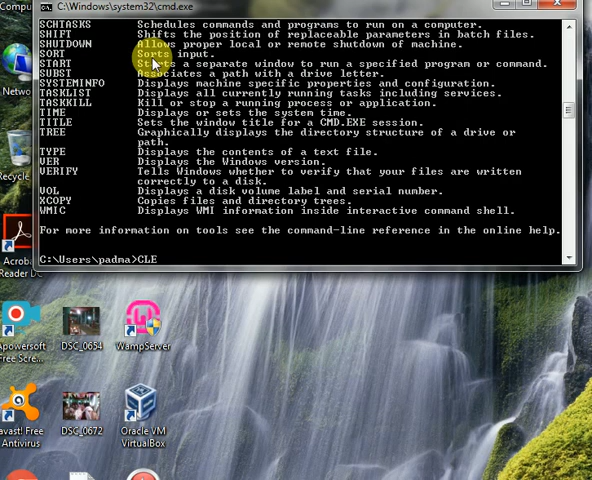 Compu
C:\Windows\system32\cmd.exe
SCHTASKS Schedules commands and programs to run on a computer.
SHIFT Shifts the position of replaceable parameters in batch files.
SHUTDOWN Allows proper local or remote shutdown of machine.
SORT Sorts input.
START Starts a separate window to run a specified program or command.
SUBST Associates a path with a drive letter.
SYSTEMINFO Displays machine specific properties and configuration.
TASKLIST Displays all currently running tasks including services.
TASKKILL Kill or stop a running process or application.
TIME Displays or sets the system time.
TITLE Sets the window title for a CMD.EXE session.
TREE Graphically displays the directory structure of a drive or
path.
TYPE Displays the contents of a text file.
VER Displays the Windows version.
VERIFY Tells Windows whether to verify that your files are written
correctly to a disk.
VOL Displays a disk volume label and serial number.
XCOPY Copies files and directory trees.
WMIC Displays WMI information inside interactive command shell.
For more information on tools see the command-line reference in the online help.
C:\Users\padma>CLE
Netwo
Recycle
Acroba
Reader DC
Apowersoft
Free Scre...
DSC_0654
WampServer
avast! Free
Antivirus
DSC_0672
Oracle VM
VirtualBox